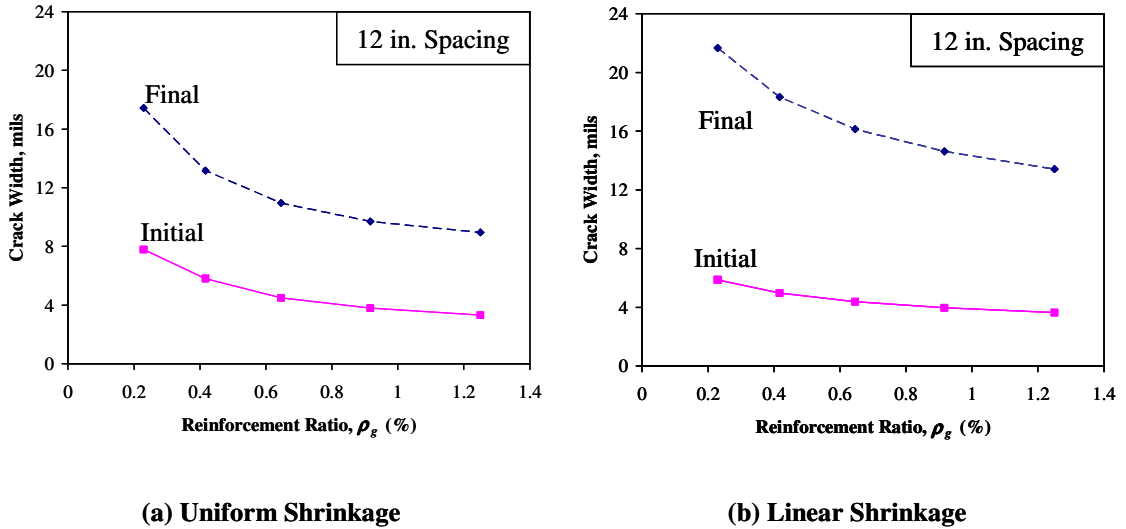 24
20
16
12
8
4
0
Crack Width, mils
12 in. Spacing
Final
Initial
0 0.2 0.4 0.6 0.8 1 1.2 1.4
Reinforcement Ratio, ρg (%)
(a) Uniform Shrinkage
24
20
16
12
8
4
0
Crack Width, mils
12 in. Spacing
Final
Initial
0 0.2 0.4 0.6 0.8 1 1.2 1.4
Reinforcement Ratio, ρg (%)
(b) Linear Shrinkage